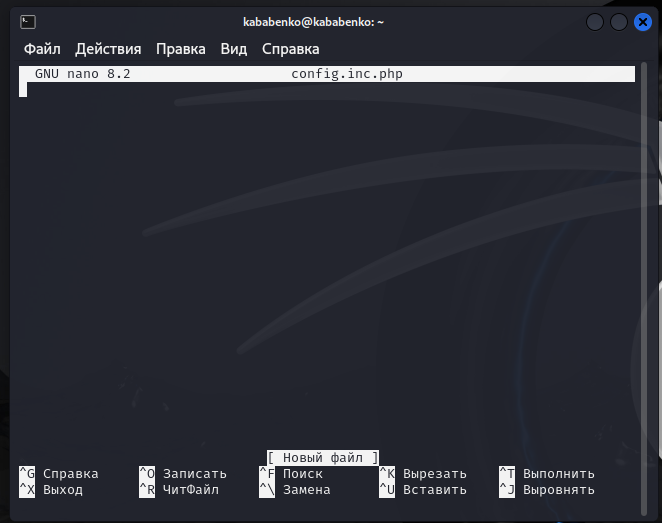 kababenko@kababenko: ~
Файл Действия Правка Вид Справка
GNU nano 8.2 config.inc.php
[ Новый файл ]
^G Справка ^O Записать ^F Поиск ^K Вырезать ^T Выполнить
^X Выход ^R ЧитФайл ^\ Замена ^U Вставить ^J Выровнять